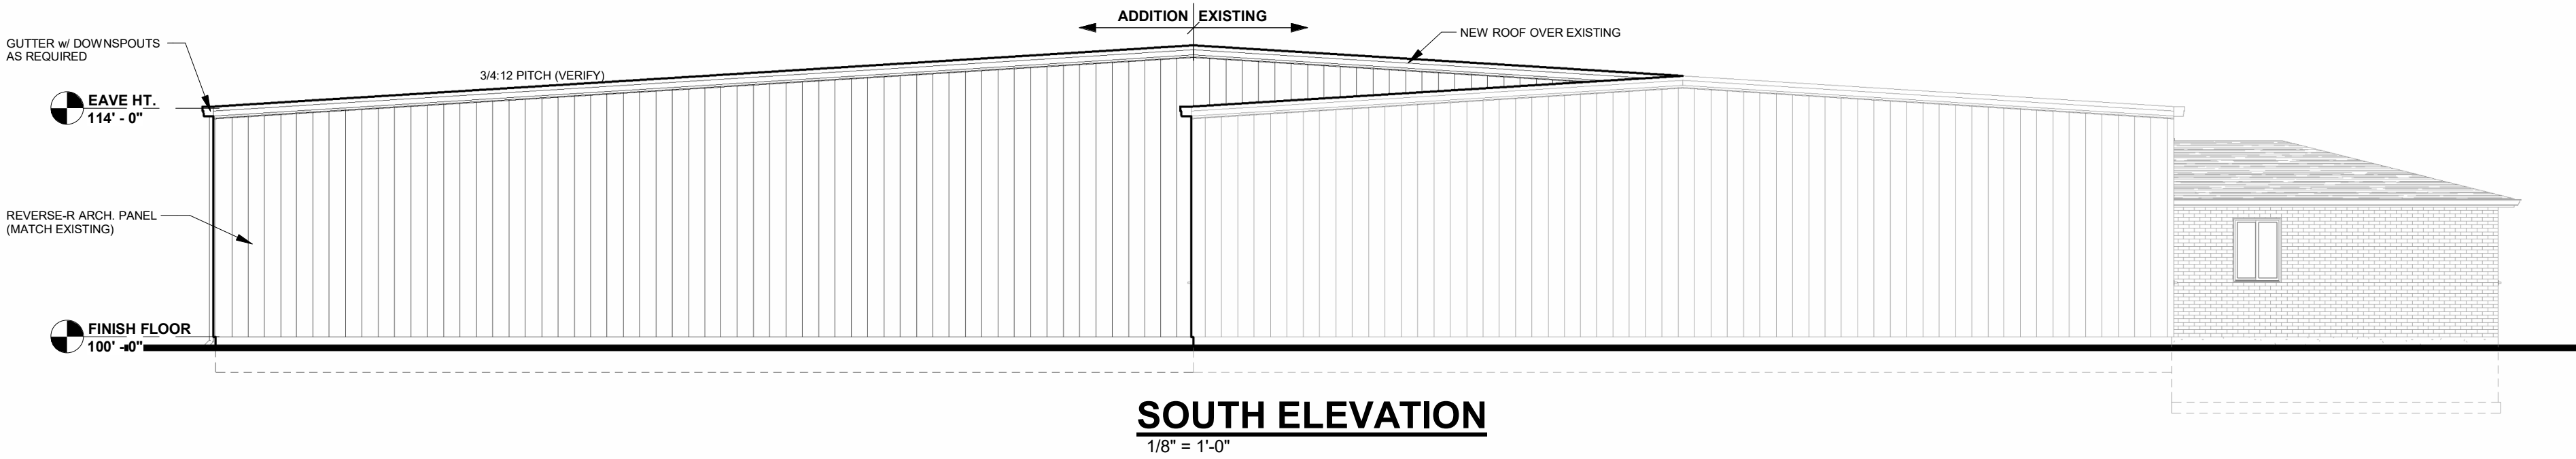 ADDITION EXISTING
GUTTER w/ DOWNSPOUTS
AS REQUIRED
NEW ROOF OVER EXISTING
3/4:12 PITCH (VERIFY)
EAVE HT.
114' - 0"
REVERSE-R ARCH. PANEL
(MATCH EXISTING)
FINISH FLOOR
100' - 0"
SOUTH ELEVATION
1/8" = 1'-0"